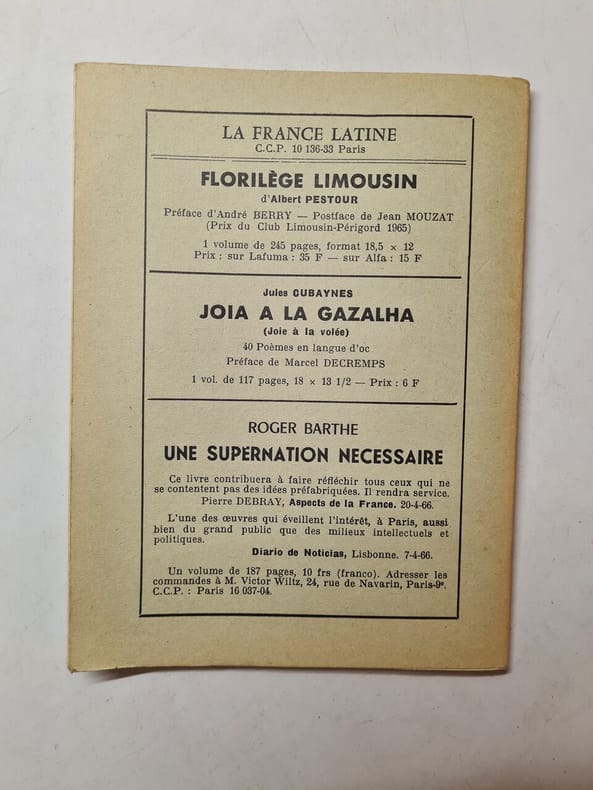 LA FRANCE LATINE
C.C.P. 10 136-33 Paris
FLORILÈGE LIMOUSIN
d'Albert PESTOUR
Préface d'André BERRY — Postface de Jean MOUZAT
(Prix du Club Limousin-Périgord 1965)
1 volume de 245 pages, format 18,5 × 12
Prix : sur Lafuma : 35 F — sur Alfa : 15 F
Jules CUBAYNES
JOIA A LA GAZALHA
(Joie à la volée)
40 Poèmes en langue d'oc
Préface de Marcel DECREMPS
1 vol. de 117 pages, 18 × 13 1/2 — Prix : 6 F
ROGER BARTHE
UNE SUPERNATION NECESSAIRE
Ce livre contribuera à faire réfléchir tous ceux qui ne
se contentent pas des idées préfabriquées. Il rendra service.
Pierre DEBRAY, Aspects de la France. 20-4-66.
L'une des œuvres qui éveillent l'intérêt, à Paris, aussi
bien du grand public que des milieux intellectuels et
politiques.
Diario de Noticias, Lisbonne. 7-4-66.
Un volume de 187 pages, 10 frs (franco). Adresser les
commandes à M. Victor Wiltz, 24, rue de Navarin, Paris-9e.
C.C.P. : Paris 16 037-04.